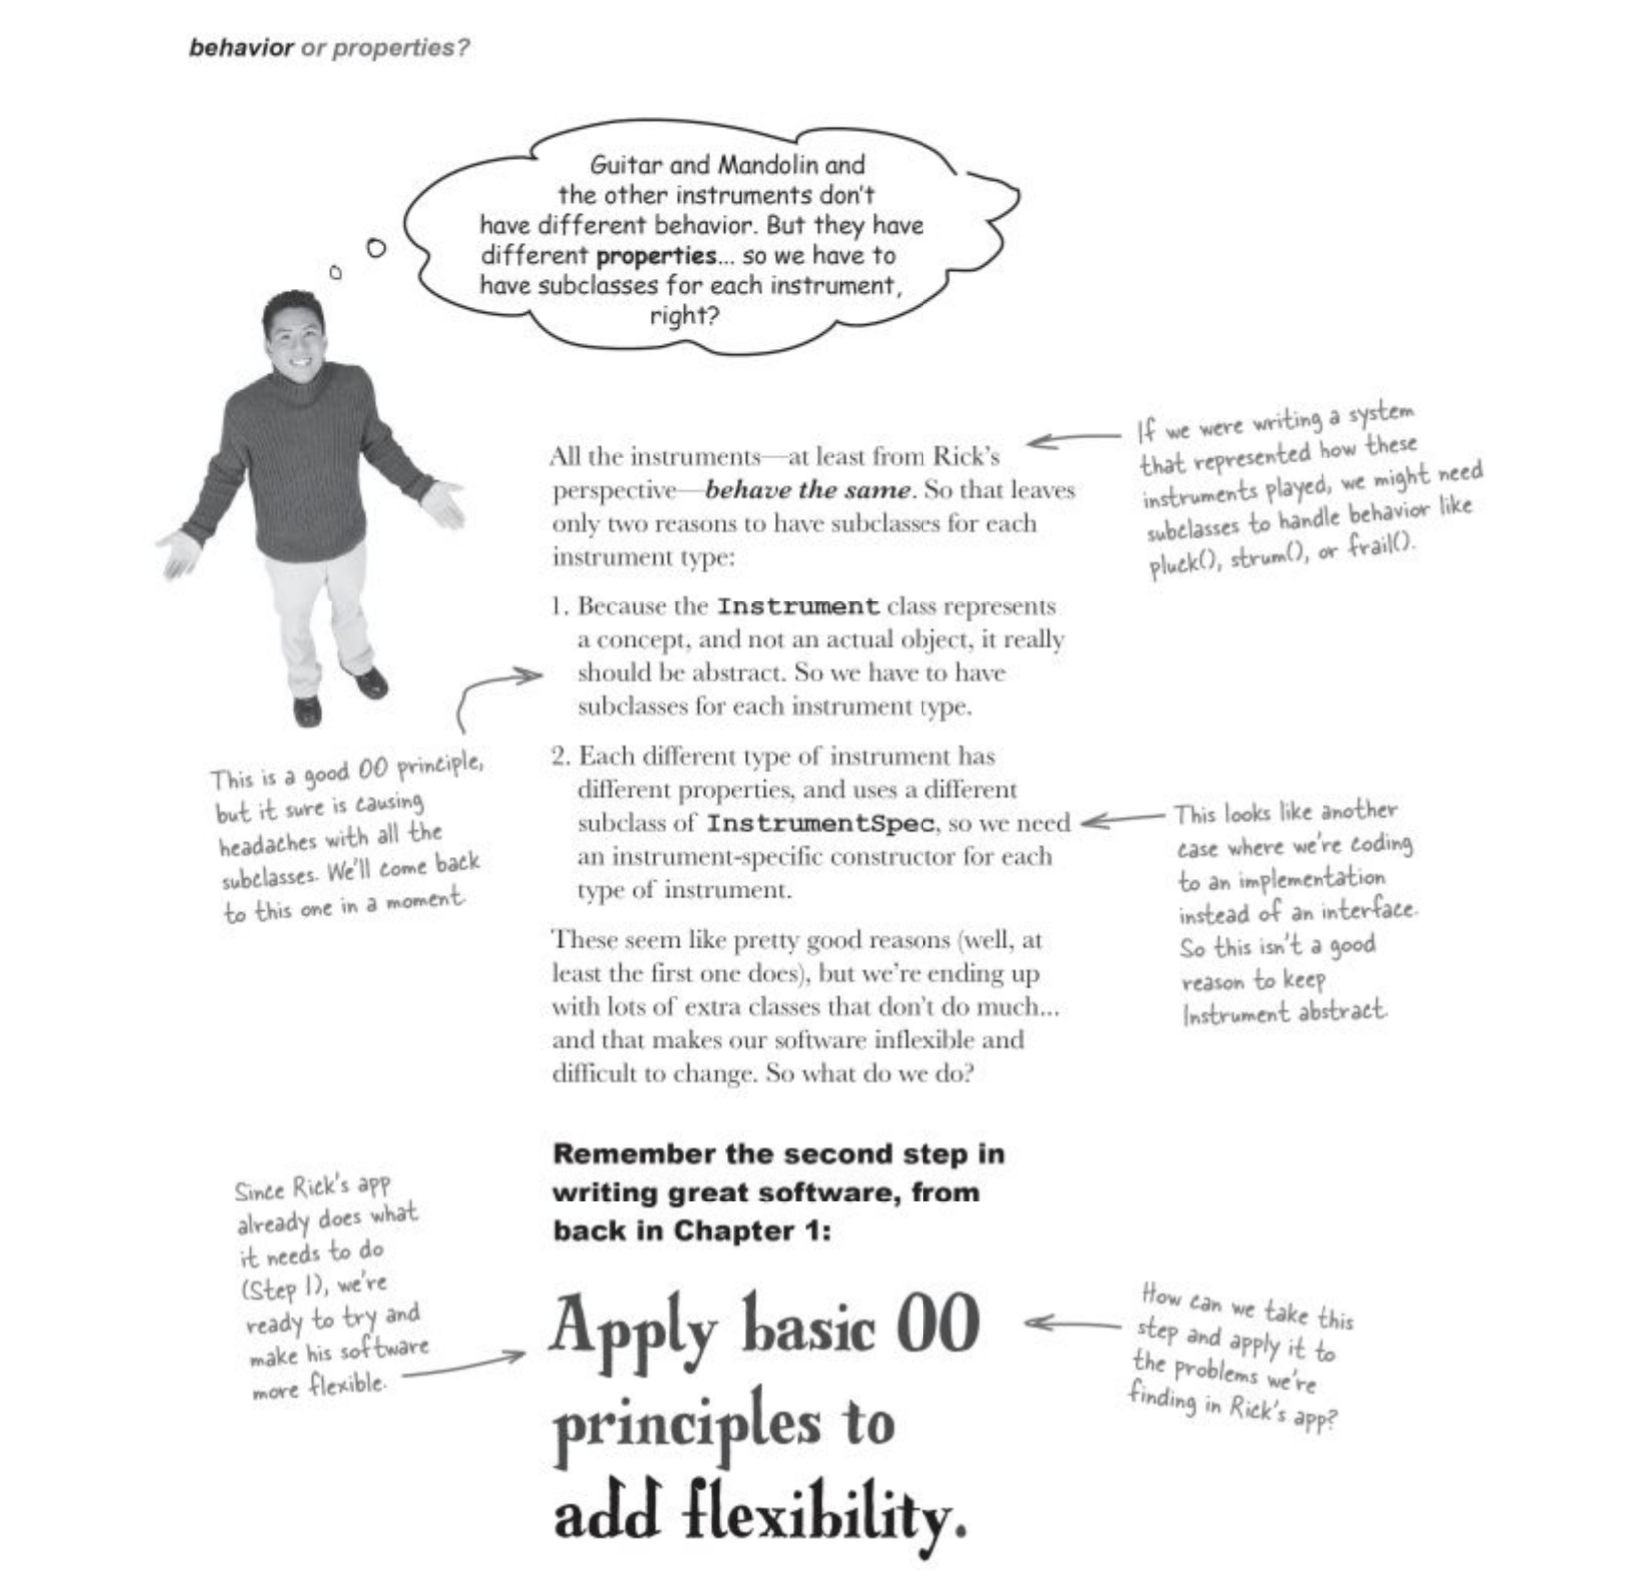 behavior or properties?
Guitar and Mandolin and
the other instruments don't
have different behavior. But they have
different properties... so we have to
have subclasses for each instrument,
right?
All the instruments—at least from Rick's
perspective—behave the same. So that leaves
only two reasons to have subclasses for each
instrument type:
If we were writing a system
that represented how these
instruments played, we might need
subclasses to handle behavior like
pluck(), strum(), or frail().
1. Because the Instrument class represents
a concept, and not an actual object, it really
should be abstract. So we have to have
subclasses for each instrument type.
This is a good OO principle,
but it sure is causing
headaches with all the
subclasses. We'll come back
to this one in a moment.
2. Each different type of instrument has
different properties, and uses a different
subclass of InstrumentSpec, so we need
an instrument-specific constructor for each
type of instrument.
This looks like another
case where we're coding
to an implementation
instead of an interface.
So this isn't a good
reason to keep
Instrument abstract.
These seem like pretty good reasons (well, at
least the first one does), but we're ending up
with lots of extra classes that don't do much...
and that makes our software inflexible and
difficult to change. So what do we do?
Remember the second step in
writing great software, from
back in Chapter 1:
Since Rick's app
already does what
it needs to do
(Step 1), we're
ready to try and
make his software
more flexible.
Apply basic OO
principles to
add flexibility.
How can we take this
step and apply it to
the problems we're
finding in Rick's app?